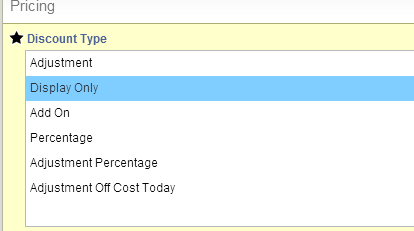 Pricing
Discount Type
Adjustment
Display Only
Add On
Percentage
Adjustment Percentage
Adjustment Off Cost Today